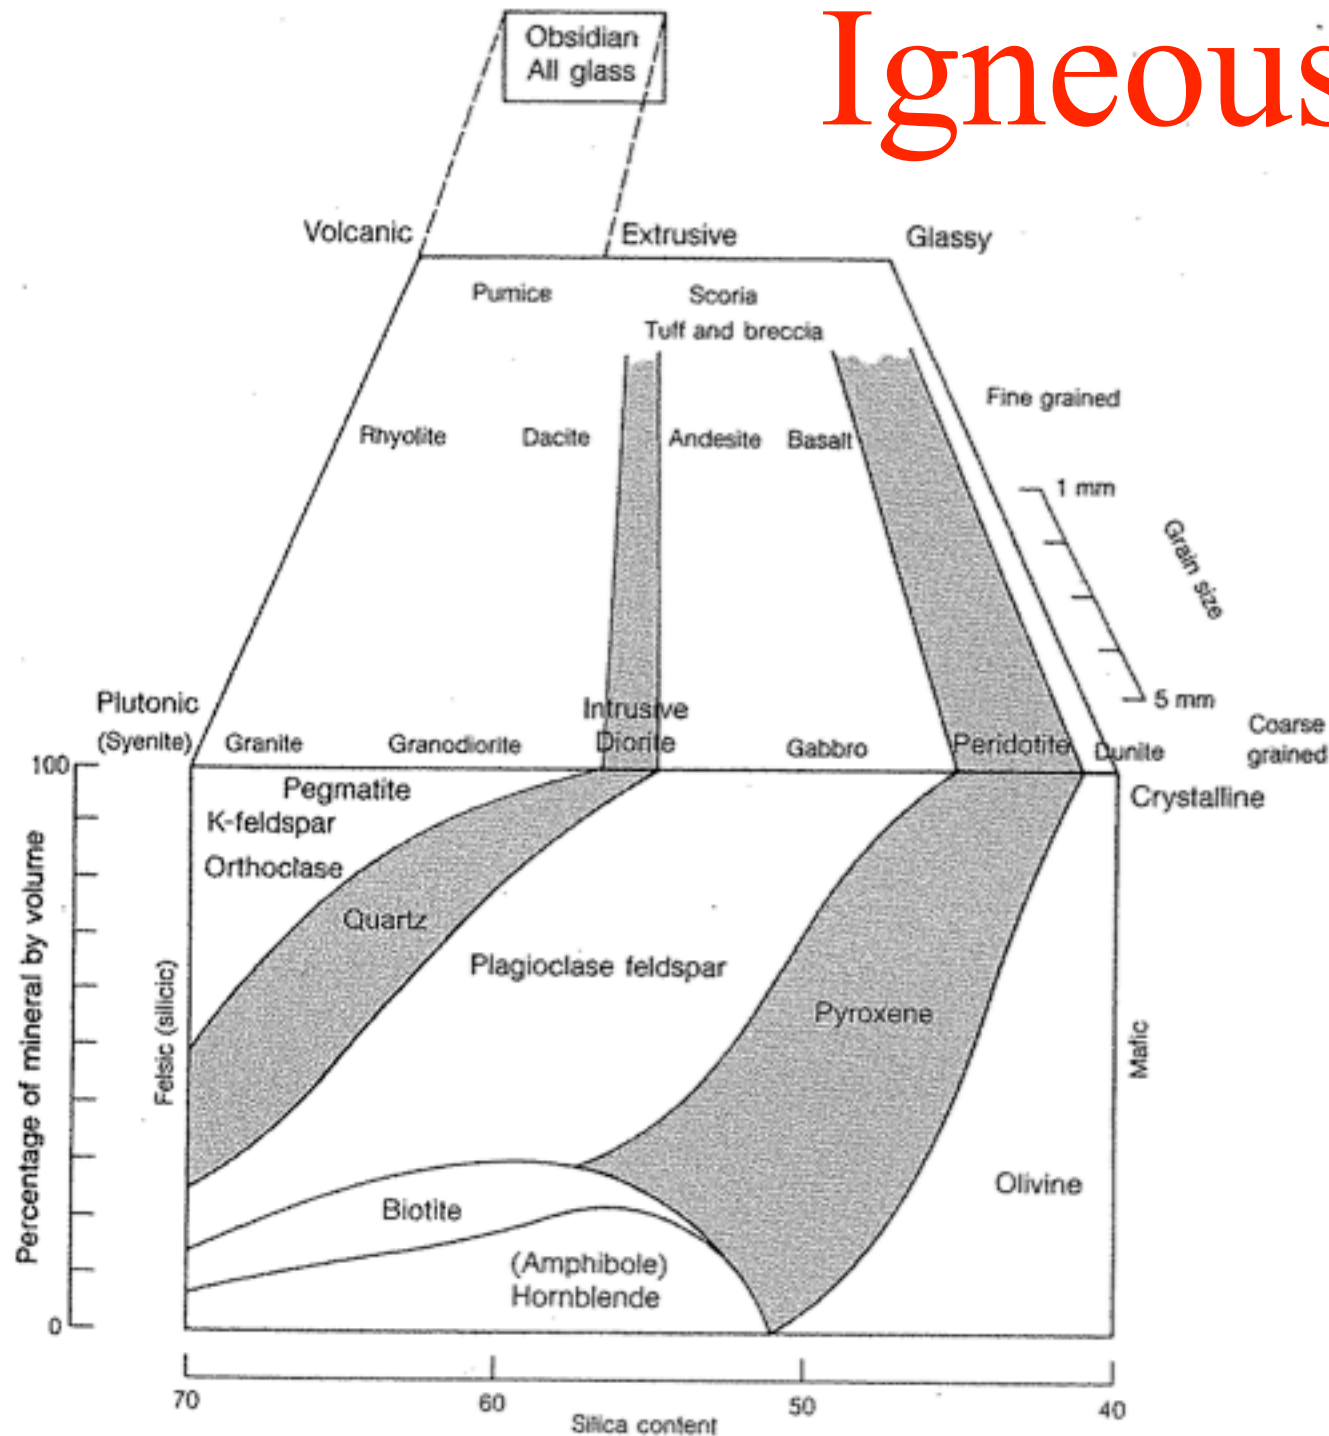 Igneous
Obsidian
All glass
Volcanic
Extrusive
Glassy
Pumice
Scoria
Tuff and breccia
Fine grained
Rhyolite
Dacite
Andesite
Basalt
1 mm
Grain size
5 mm
Plutonic
(Syenite)
Granite
Granodiorite
Intrusive
Diorite
Gabbro
Peridotite
Dunite
Coarse
grained
100
Pegmatite
K-feldspar
Orthoclase
Crystalline
Quartz
Plagioclase feldspar
Pyroxene
Percentage of mineral by volume
Felsic (silicic)
Mafic
Olivine
Biotite
(Amphibole)
Hornblende
0
70
60
50
40
Silica content